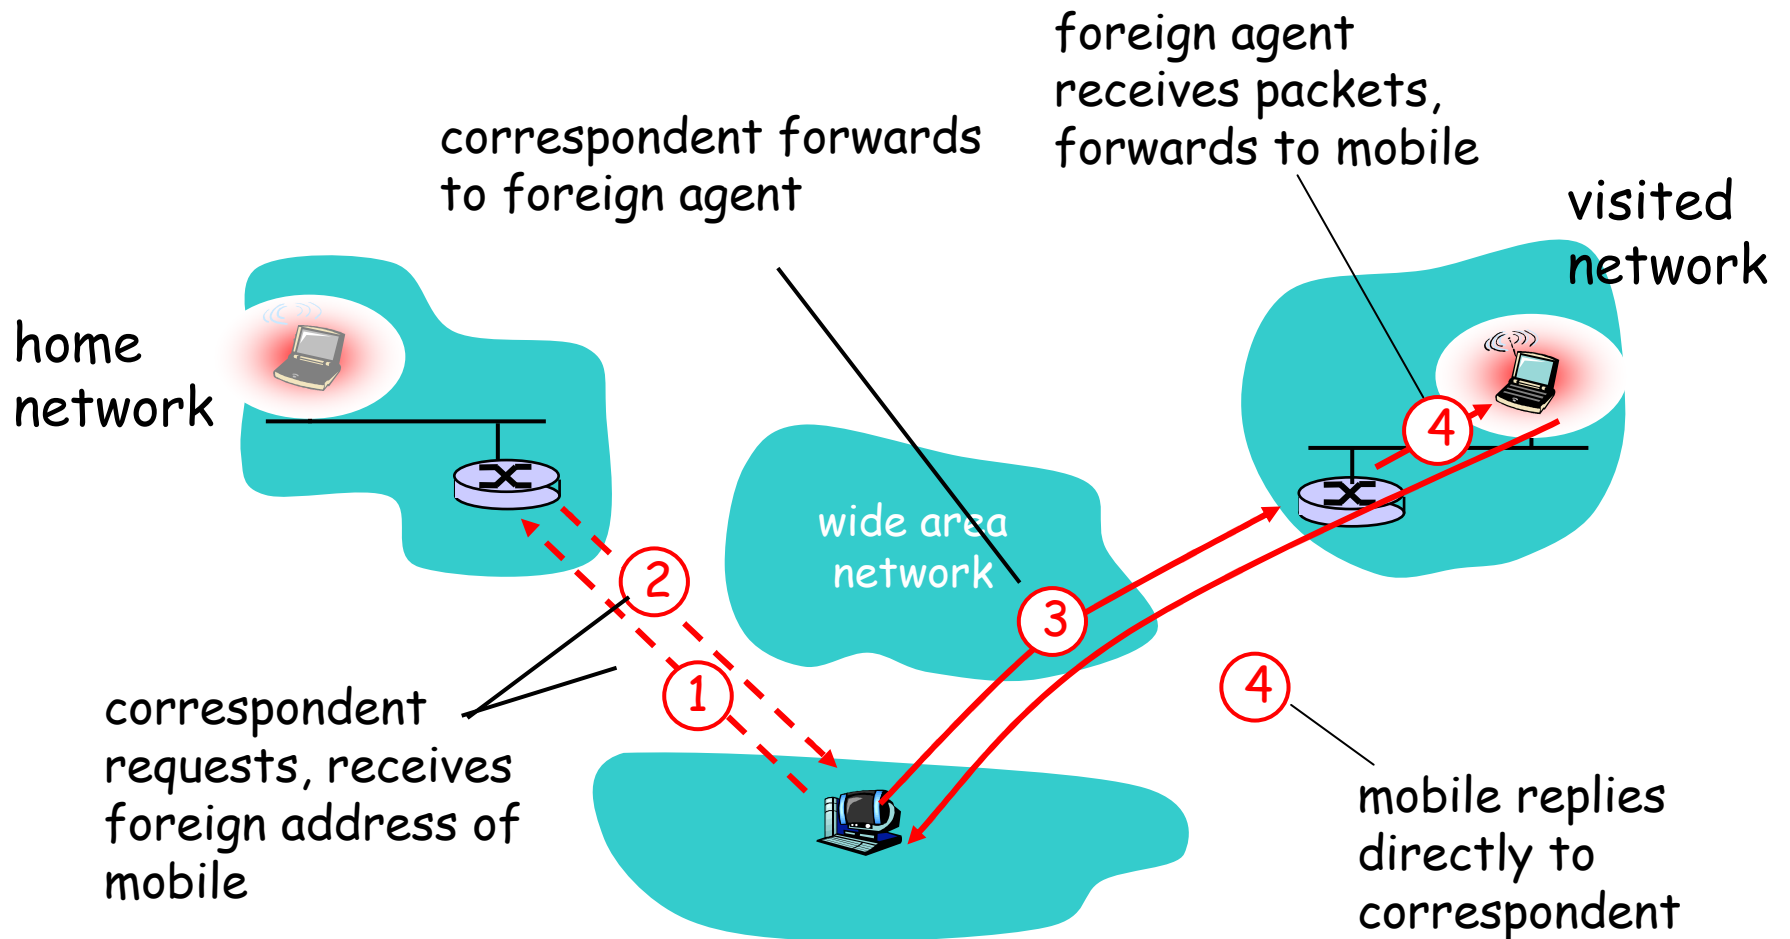 foreign agent
receives packets,
forwards to mobile
correspondent forwards
to foreign agent
visited
network
home
network
4
wide area
network
2
3
1
4
correspondent
requests, receives
foreign address of
mobile
mobile replies
directly to
correspondent